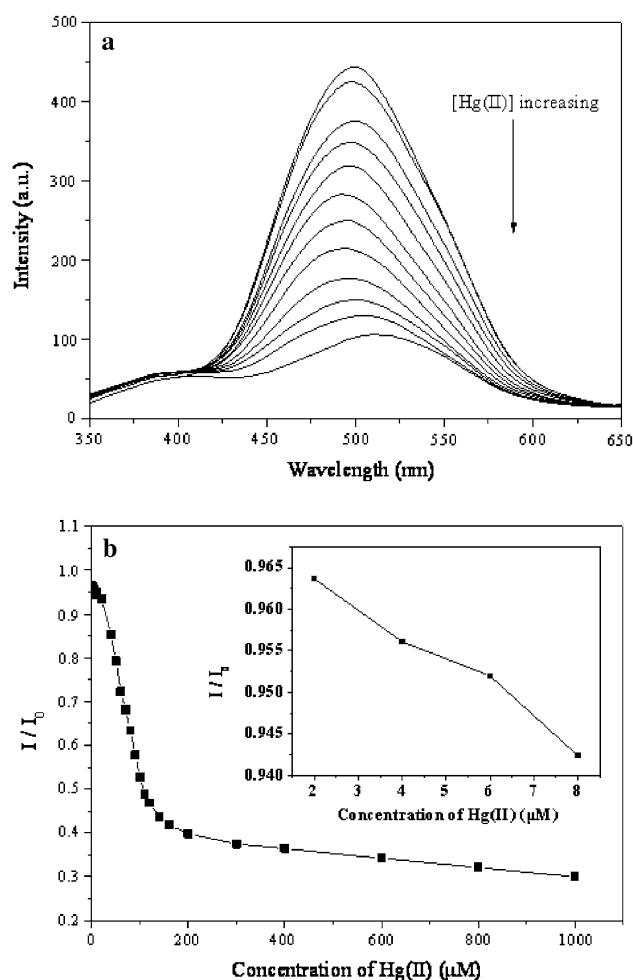 a
500
400
300
200
100
0
Intensity (a.u.)
[Hg(II)] increasing
350 400 450 500 550 600 650
Wavelength (nm)
b
1.1
1.0
0.9
0.8
0.7
0.6
0.5
0.4
0.3
0.2
I / I0
0 200 400 600 800 1000
Concentration of Hg(II) (µM)
0.965
0.960
0.955
0.950
0.945
0.940
I / I0
2 3 4 5 6 7 8
Concentration of Hg(II) (µM)